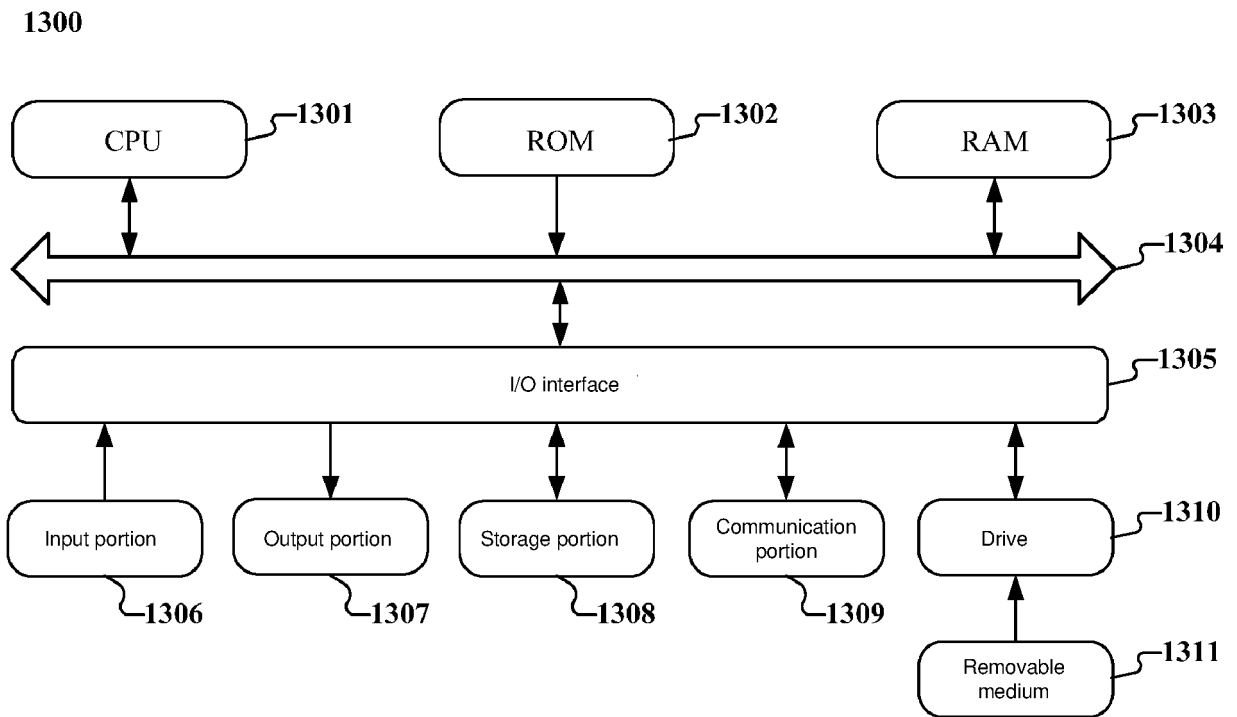 1300
CPU
1301
ROM
1302
RAM
1303
1304
1305
I/O interface
Input portion
Output portion
Storage portion
Communication
portion
Drive
1310
1306
1307
1308
1309
Removable
medium
1311